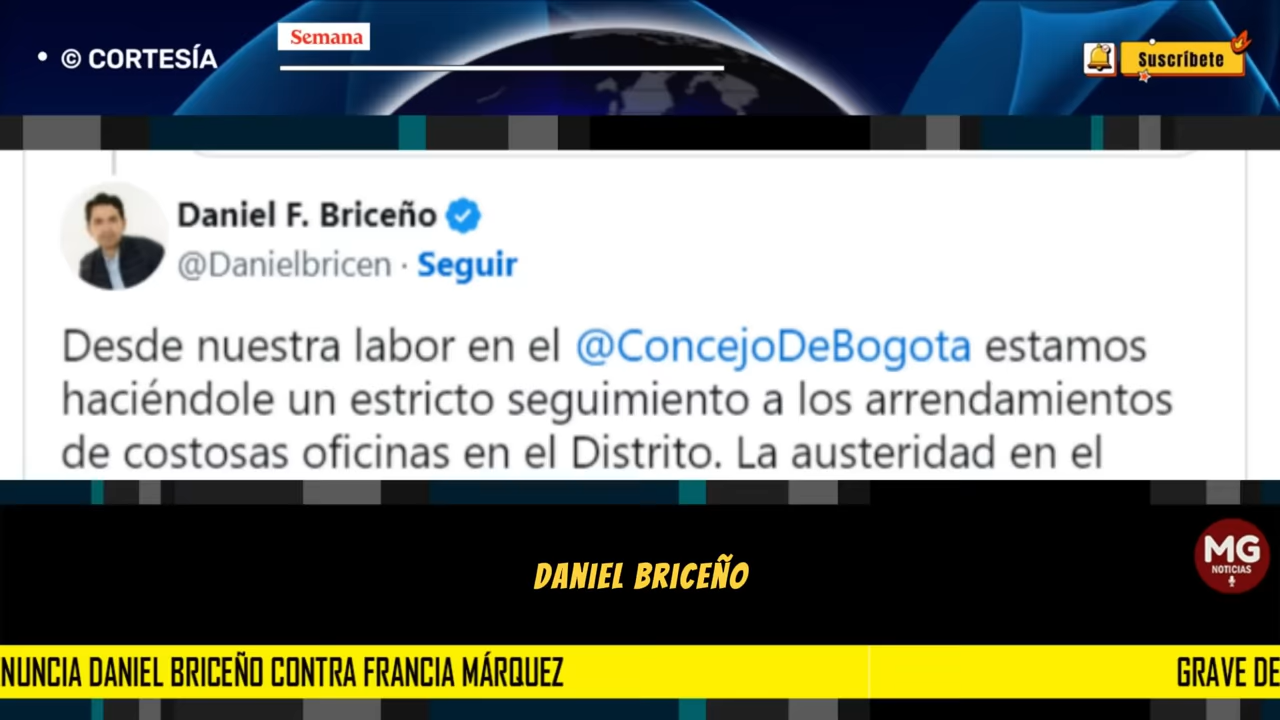 • © CORTESÍA
Semana
Suscríbete
Daniel F. Briceño
@Danielbricen · Seguir
Desde nuestra labor en el @ConcejoDeBogota estamos
haciéndole un estricto seguimiento a los arrendamientos
de costosas oficinas en el Distrito. La austeridad en el
DANIEL BRICEÑO
MG
NOTICIAS
NUNCIA DANIEL BRICEÑO CONTRA FRANCIA MÁRQUEZ
GRAVE DE